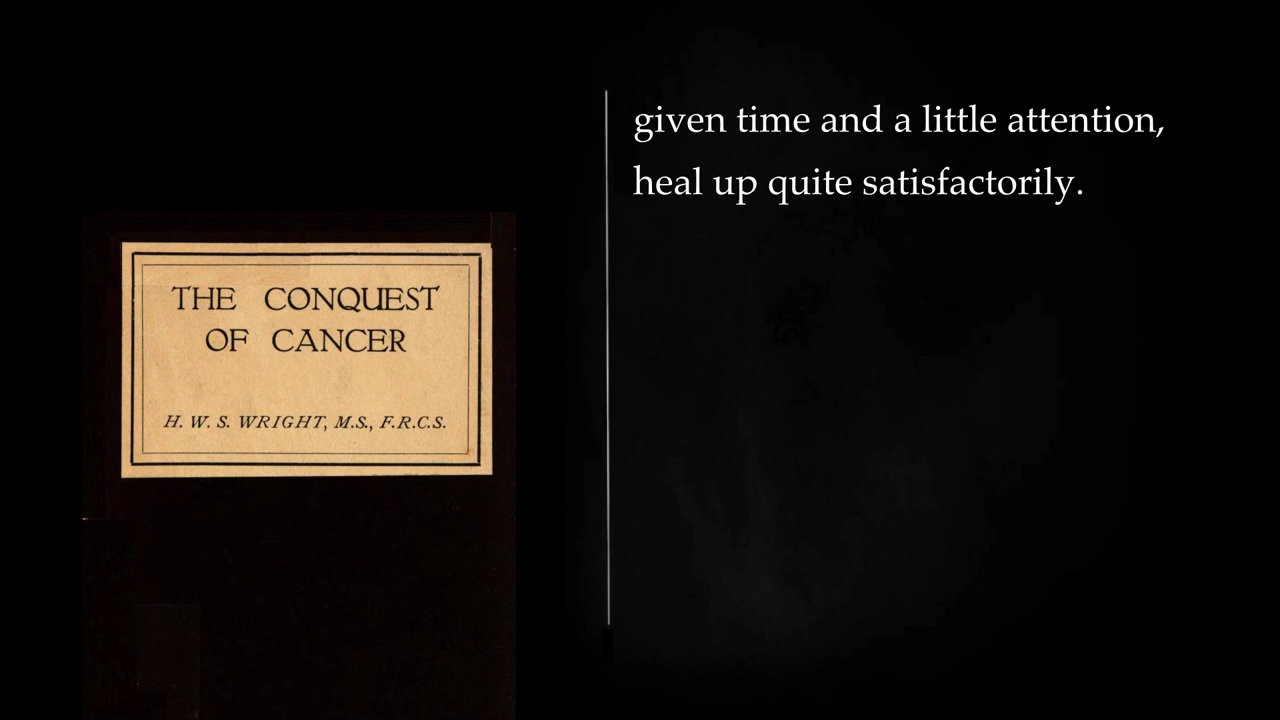 THE CONQUEST
OF CANCER
H. W. S. WRIGHT, M.S., F.R.C.S.
given time and a little attention,
heal up quite satisfactorily.